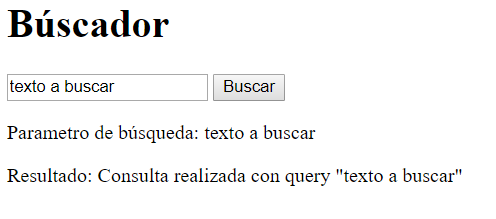 Búscador
texto a buscar Buscar
Parametro de búsqueda: texto a buscar
Resultado: Consulta realizada con query "texto a buscar"